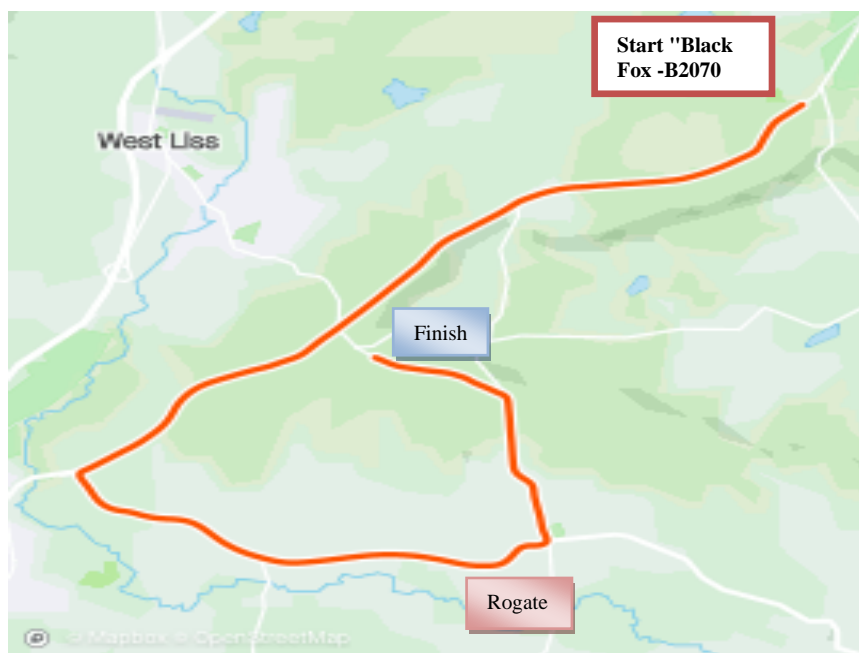 Start "Black
Fox -B2070
West Liss
Finish
Rogate
© Mapbox © OpenStreetMap